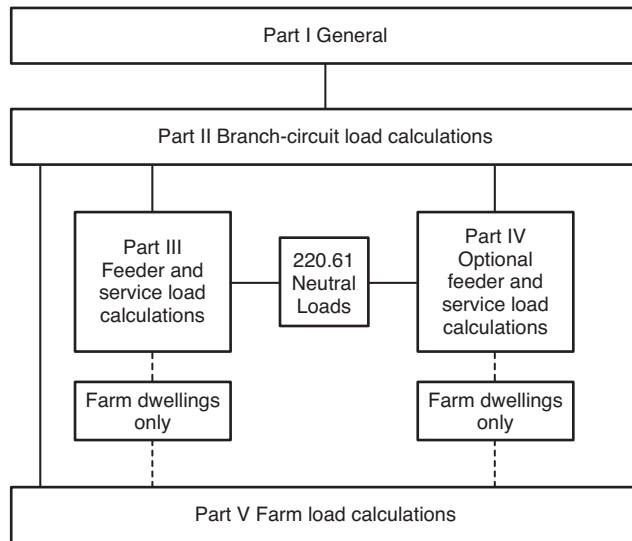 Part I General
Part II Branch-circuit load calculations
Part III
Feeder and
service load
calculations
220.61
Neutral
Loads
Part IV
Optional
feeder and
service load
calculations
Farm dwellings
only
Farm dwellings
only
Part V Farm load calculations